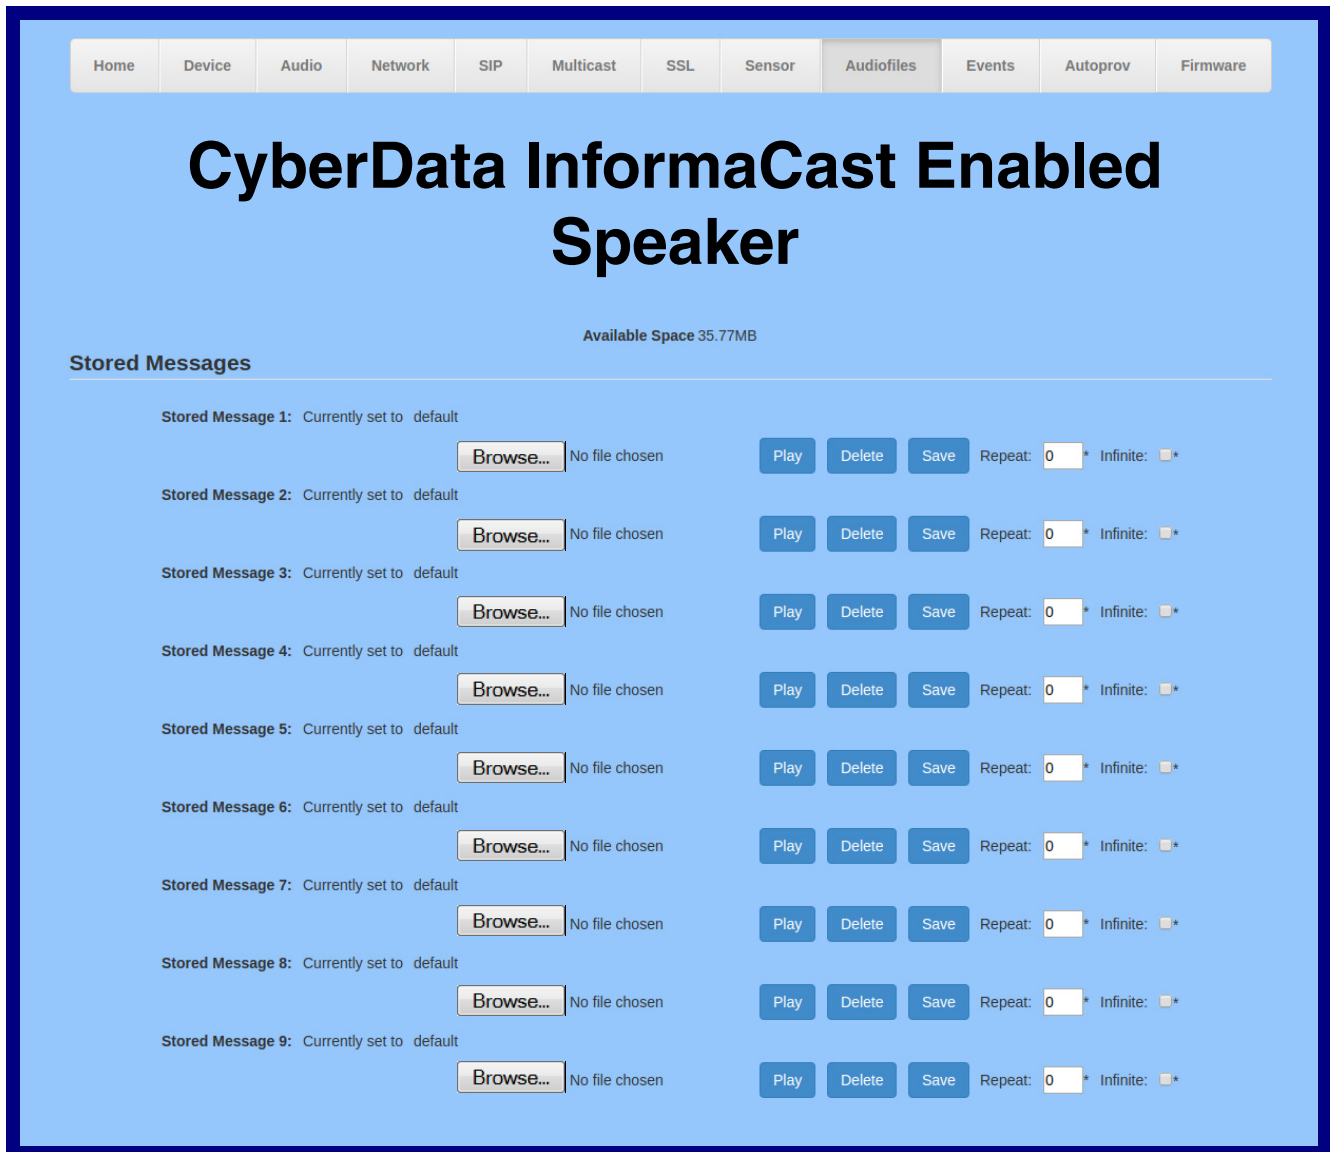 Home Device Audio Network SIP Multicast SSL Sensor Audiofiles Events Autoprov Firmware
CyberData InformaCast Enabled
Speaker
Available Space 35.77MB
Stored Messages
Stored Message 1: Currently set to default
Browse... No file chosen Play Delete Save Repeat: 0 * Infinite: *
Stored Message 2: Currently set to default
Browse... No file chosen Play Delete Save Repeat: 0 * Infinite: *
Stored Message 3: Currently set to default
Browse... No file chosen Play Delete Save Repeat: 0 * Infinite: *
Stored Message 4: Currently set to default
Browse... No file chosen Play Delete Save Repeat: 0 * Infinite: *
Stored Message 5: Currently set to default
Browse... No file chosen Play Delete Save Repeat: 0 * Infinite: *
Stored Message 6: Currently set to default
Browse... No file chosen Play Delete Save Repeat: 0 * Infinite: *
Stored Message 7: Currently set to default
Browse... No file chosen Play Delete Save Repeat: 0 * Infinite: *
Stored Message 8: Currently set to default
Browse... No file chosen Play Delete Save Repeat: 0 * Infinite: *
Stored Message 9: Currently set to default
Browse... No file chosen Play Delete Save Repeat: 0 * Infinite: *